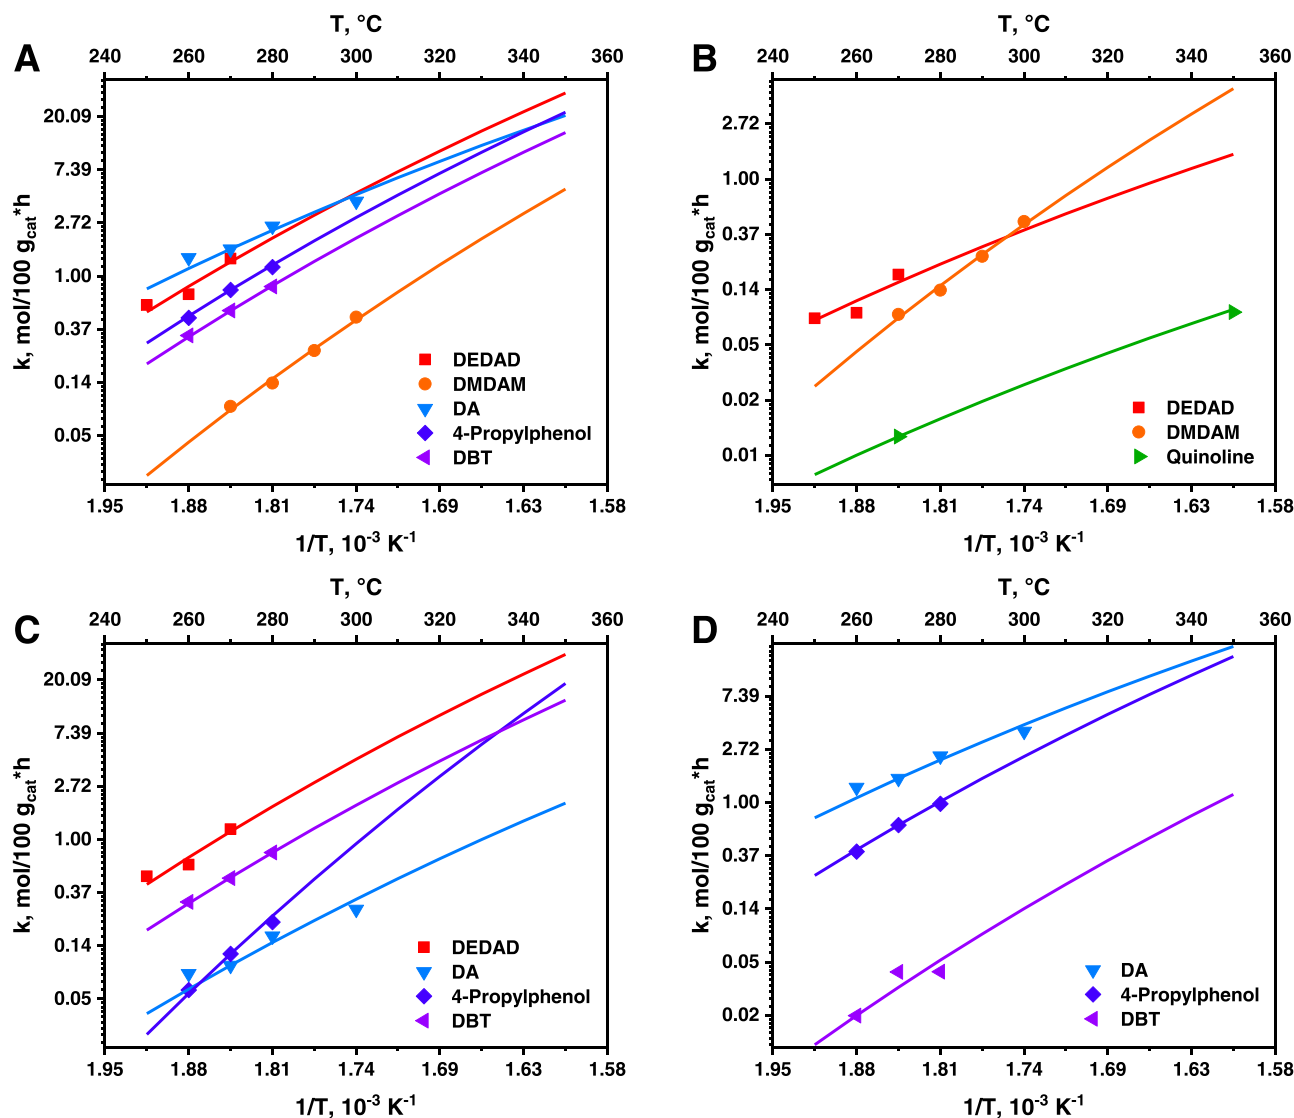 A
T, °C
240 260 280 300 320 340 360
20.09
7.39
2.72
1.00
0.37
0.14
0.05
k, mol/100 g_cat*h
DEDAD
DMDAM
DA
4-Propylphenol
DBT
1.95 1.88 1.81 1.74 1.69 1.63 1.58
1/T, 10⁻³ K⁻¹
B
T, °C
240 260 280 300 320 340 360
2.72
1.00
0.37
0.14
0.05
0.02
0.01
k, mol/100 g_cat*h
DEDAD
DMDAM
Quinoline
1.95 1.88 1.81 1.74 1.69 1.63 1.58
1/T, 10⁻³ K⁻¹
C
T, °C
240 260 280 300 320 340 360
20.09
7.39
2.72
1.00
0.37
0.14
0.05
k, mol/100 g_cat*h
DEDAD
DA
4-Propylphenol
DBT
1.95 1.88 1.81 1.74 1.69 1.63 1.58
1/T, 10⁻³ K⁻¹
D
T, °C
240 260 280 300 320 340 360
7.39
2.72
1.00
0.37
0.14
0.05
0.02
k, mol/100 g_cat*h
DA
4-Propylphenol
DBT
1.95 1.88 1.81 1.74 1.69 1.63 1.58
1/T, 10⁻³ K⁻¹